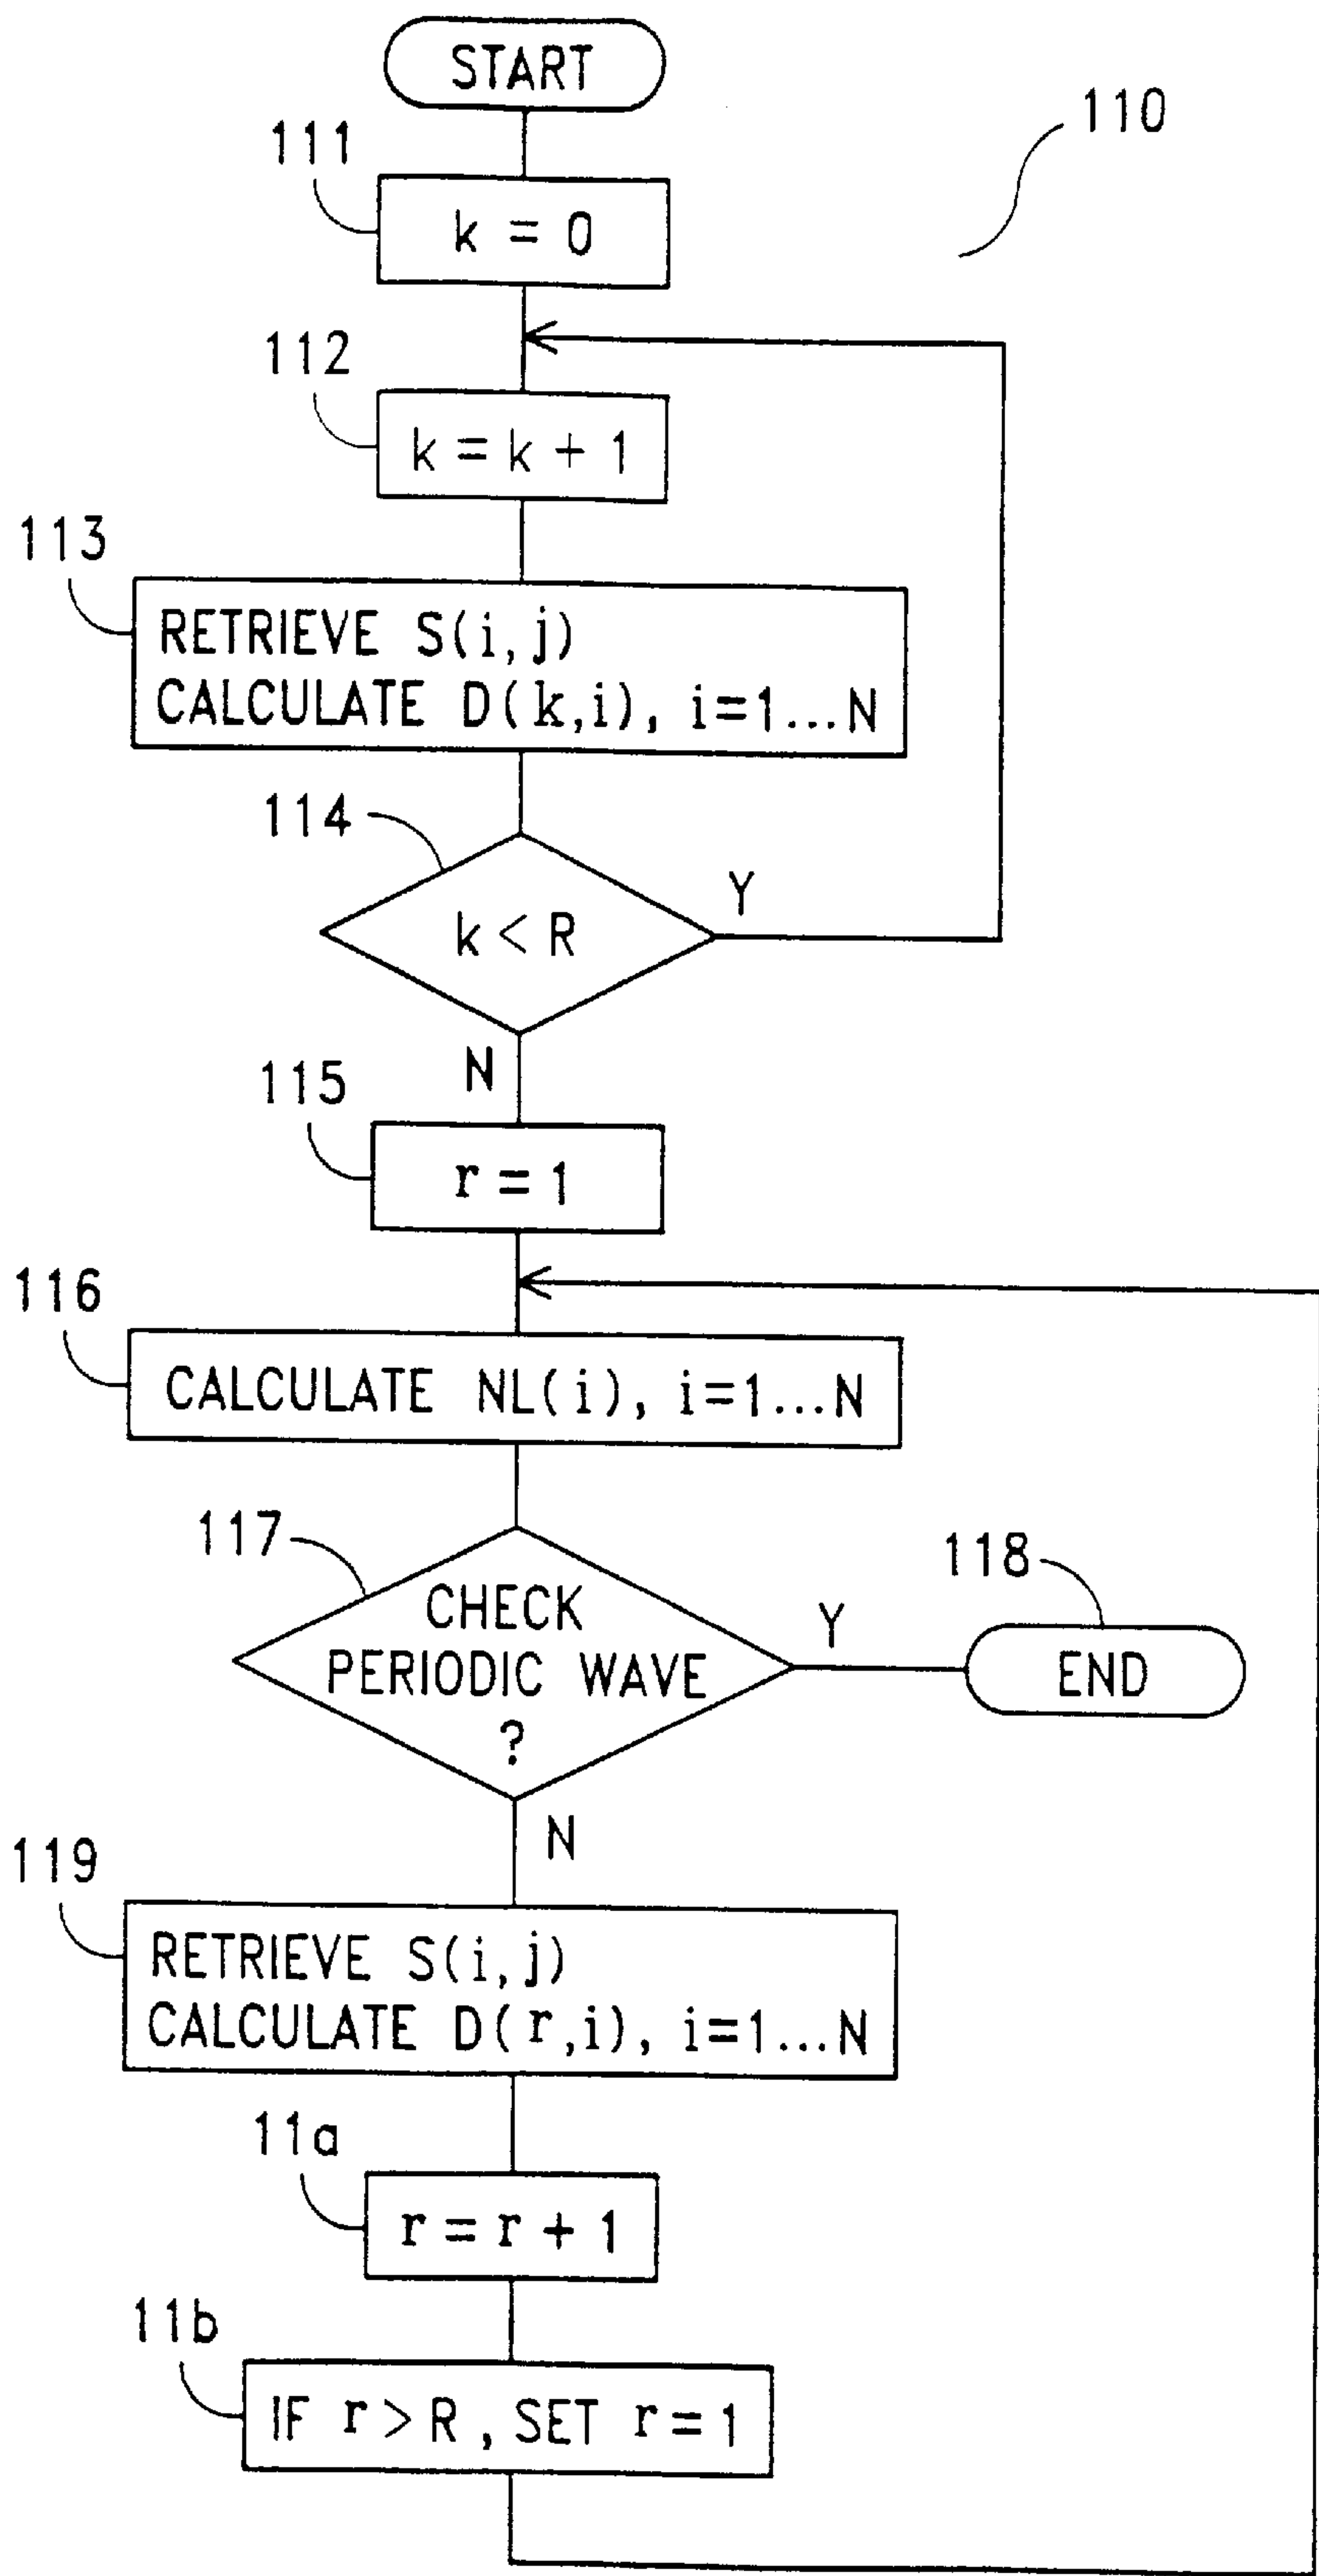 START
110
111
k = 0
112
k = k + 1
113
RETRIEVE S(i,j)
CALCULATE D(k,i), i=1...N
114
k < R
Y
N
115
r = 1
116
CALCULATE NL(i), i=1...N
117
CHECK
PERIODIC WAVE
?
Y
118
END
N
119
RETRIEVE S(i,j)
CALCULATE D(r,i), i=1...N
11a
r = r + 1
11b
IF r > R , SET r = 1